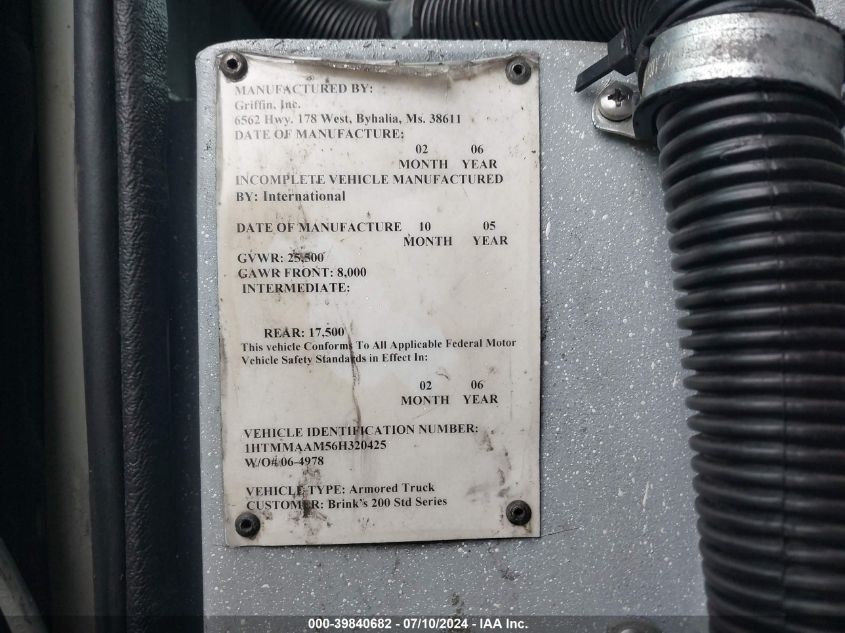 MANUFACTURED BY:
Griffin, Inc.
6562 Hwy. 178 West, Byhalia, Ms. 38611
DATE OF MANUFACTURE:
02 06
MONTH YEAR
INCOMPLETE VEHICLE MANUFACTURED
BY: International
DATE OF MANUFACTURE 10 05
MONTH YEAR
GVWR: 25,500
GAWR FRONT: 8,000
INTERMEDIATE:
REAR: 17,500
This vehicle Conforms To All Applicable Federal Motor
Vehicle Safety Standards in Effect In:
02 06
MONTH YEAR
VEHICLE IDENTIFICATION NUMBER:
1HTMMAAM56H320425
W/O# 06-4978
VEHICLE TYPE: Armored Truck
CUSTOMER: Brink's 200 Std Series
000-39840682 - 07/10/2024 - IAA Inc.